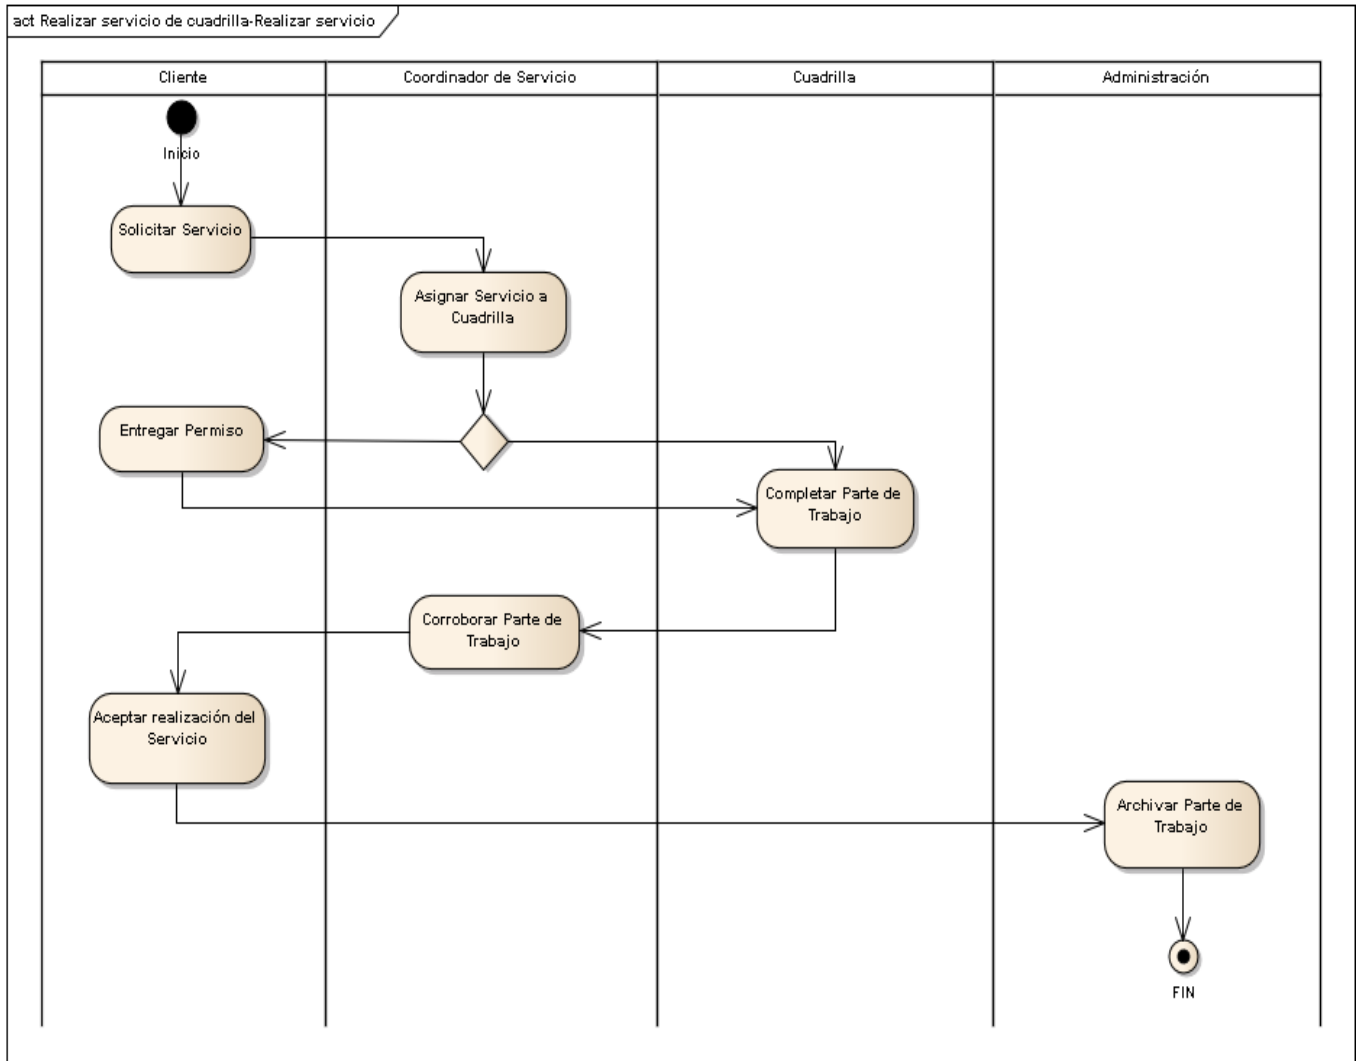 act Realizar servicio de cuadrilla-Realizar servicio
Cliente
Coordinador de Servicio
Cuadrilla
Administración
Inicio
Solicitar Servicio
Asignar Servicio a
Cuadrilla
Entregar Permiso
Completar Parte de
Trabajo
Corroborar Parte de
Trabajo
Aceptar realización del
Servicio
Archivar Parte de
Trabajo
FIN